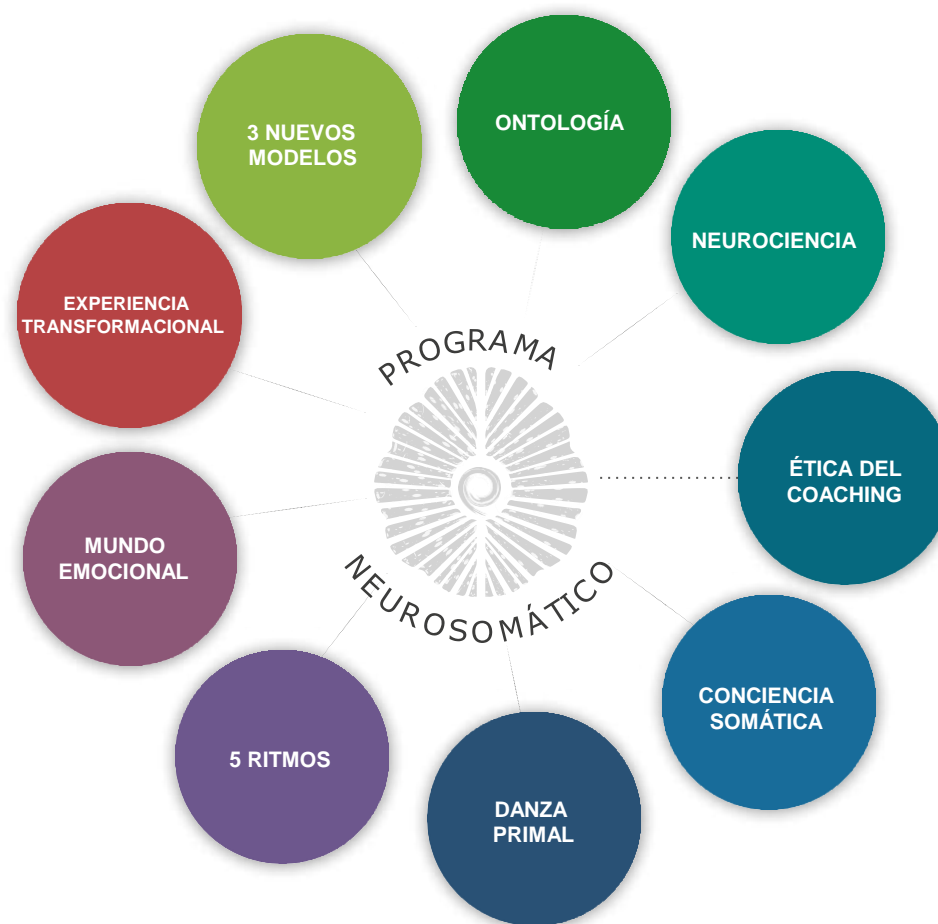 3 NUEVOS
MODELOS
ONTOLOGÍA
NEUROCIENCIA
EXPERIENCIA
TRANSFORMACIONAL
PROGRAMA
NEUROSOMÁTICO
ÉTICA DEL
COACHING
MUNDO
EMOCIONAL
CONCIENCIA
SOMÁTICA
5 RITMOS
DANZA
PRIMAL